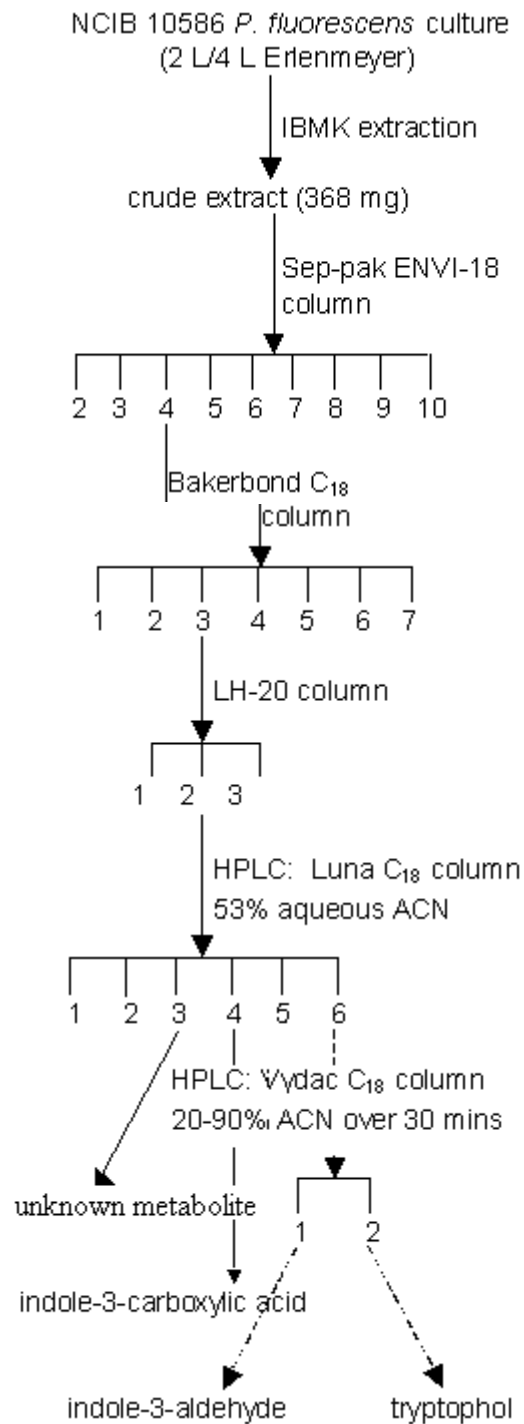 NCIB 10586 P. fluorescens culture
(2 L/4 L Erlenmeyer)
IBMK extraction
crude extract (368 mg)
Sep-pak ENVI-18
column
2 3 4 5 6 7 8 9 10
Bakerbond C₁₈
column
1 2 3 4 5 6 7
LH-20 column
1 2 3
HPLC: Luna C₁₈ column
53% aqueous ACN
1 2 3 4 5 6
HPLC: Vydac C₁₈ column
20-90% ACN over 30 mins
unknown metabolite
1 2
indole-3-carboxylic acid
indole-3-aldehyde tryptophol